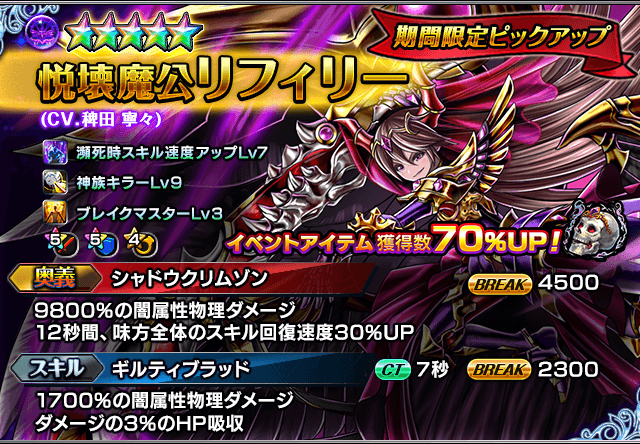 期間限定ピックアップ
悦壊魔公リフィリー
(CV.稗田 寧々)
瀕死時スキル速度アップLv7
神族キラーLv9
ブレイクマスターLv3
5 5 4
イベントアイテム獲得数70%UP!
奥義 シャドウクリムゾン BREAK 4500
9800%の闇属性物理ダメージ
12秒間、味方全体のスキル回復速度30%UP
スキル ギルティブラッド CT 7秒 BREAK 2300
1700%の闇属性物理ダメージ
ダメージの3%のHP吸収